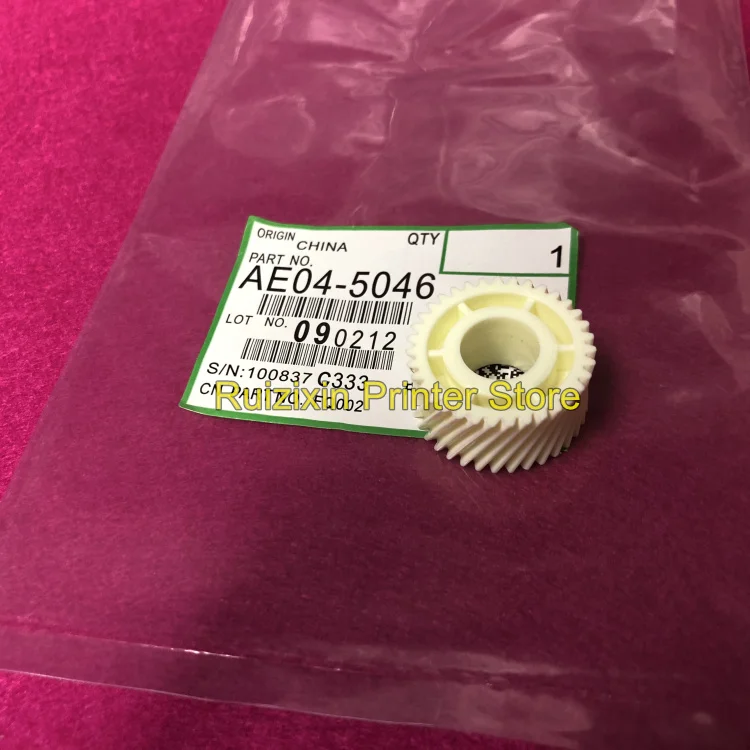 ORIGIN CHINA QTY 1
PART NO.
AE04-5046
LOT NO. 090212
S/N:100837 C333
Ruizixin Printer Store